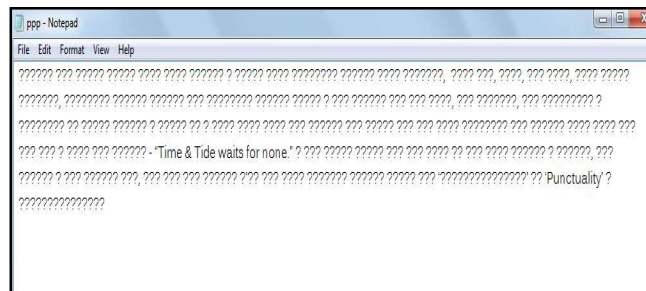 ppp - Notepad
File Edit Format View Help
?????? ??? ????? ????? ???? ???? ?????? ? ????? ???? ???????? ?????? ???? ???????, ???? ???, ????, ??? ????, ???? ?????
???????, ???????? ?????? ?????? ??? ???????? ?????? ????? ? ??? ?????? ??? ??? ????, ??? ???????, ??? ????????? ?
???????? ?? ????? ?????? ? ????? ?? ? ???? ???? ???? ??? ?????? ??? ????? ??? ??? ???? ???????? ??? ?????? ???? ???? ???
??? ??? ? ???? ??? ?????? - “Time & Tide waits for none.” ? ??? ????? ????? ??? ??? ???? ?? ??? ???? ?????? ? ??????, ???
?????? ? ??? ?????? ???, ??? ??? ??? ?????? ?’?? ??? ???? ??????? ?????? ????? ??? ‘???????????????’ ?? ‘Punctuality’ ?
???????????????